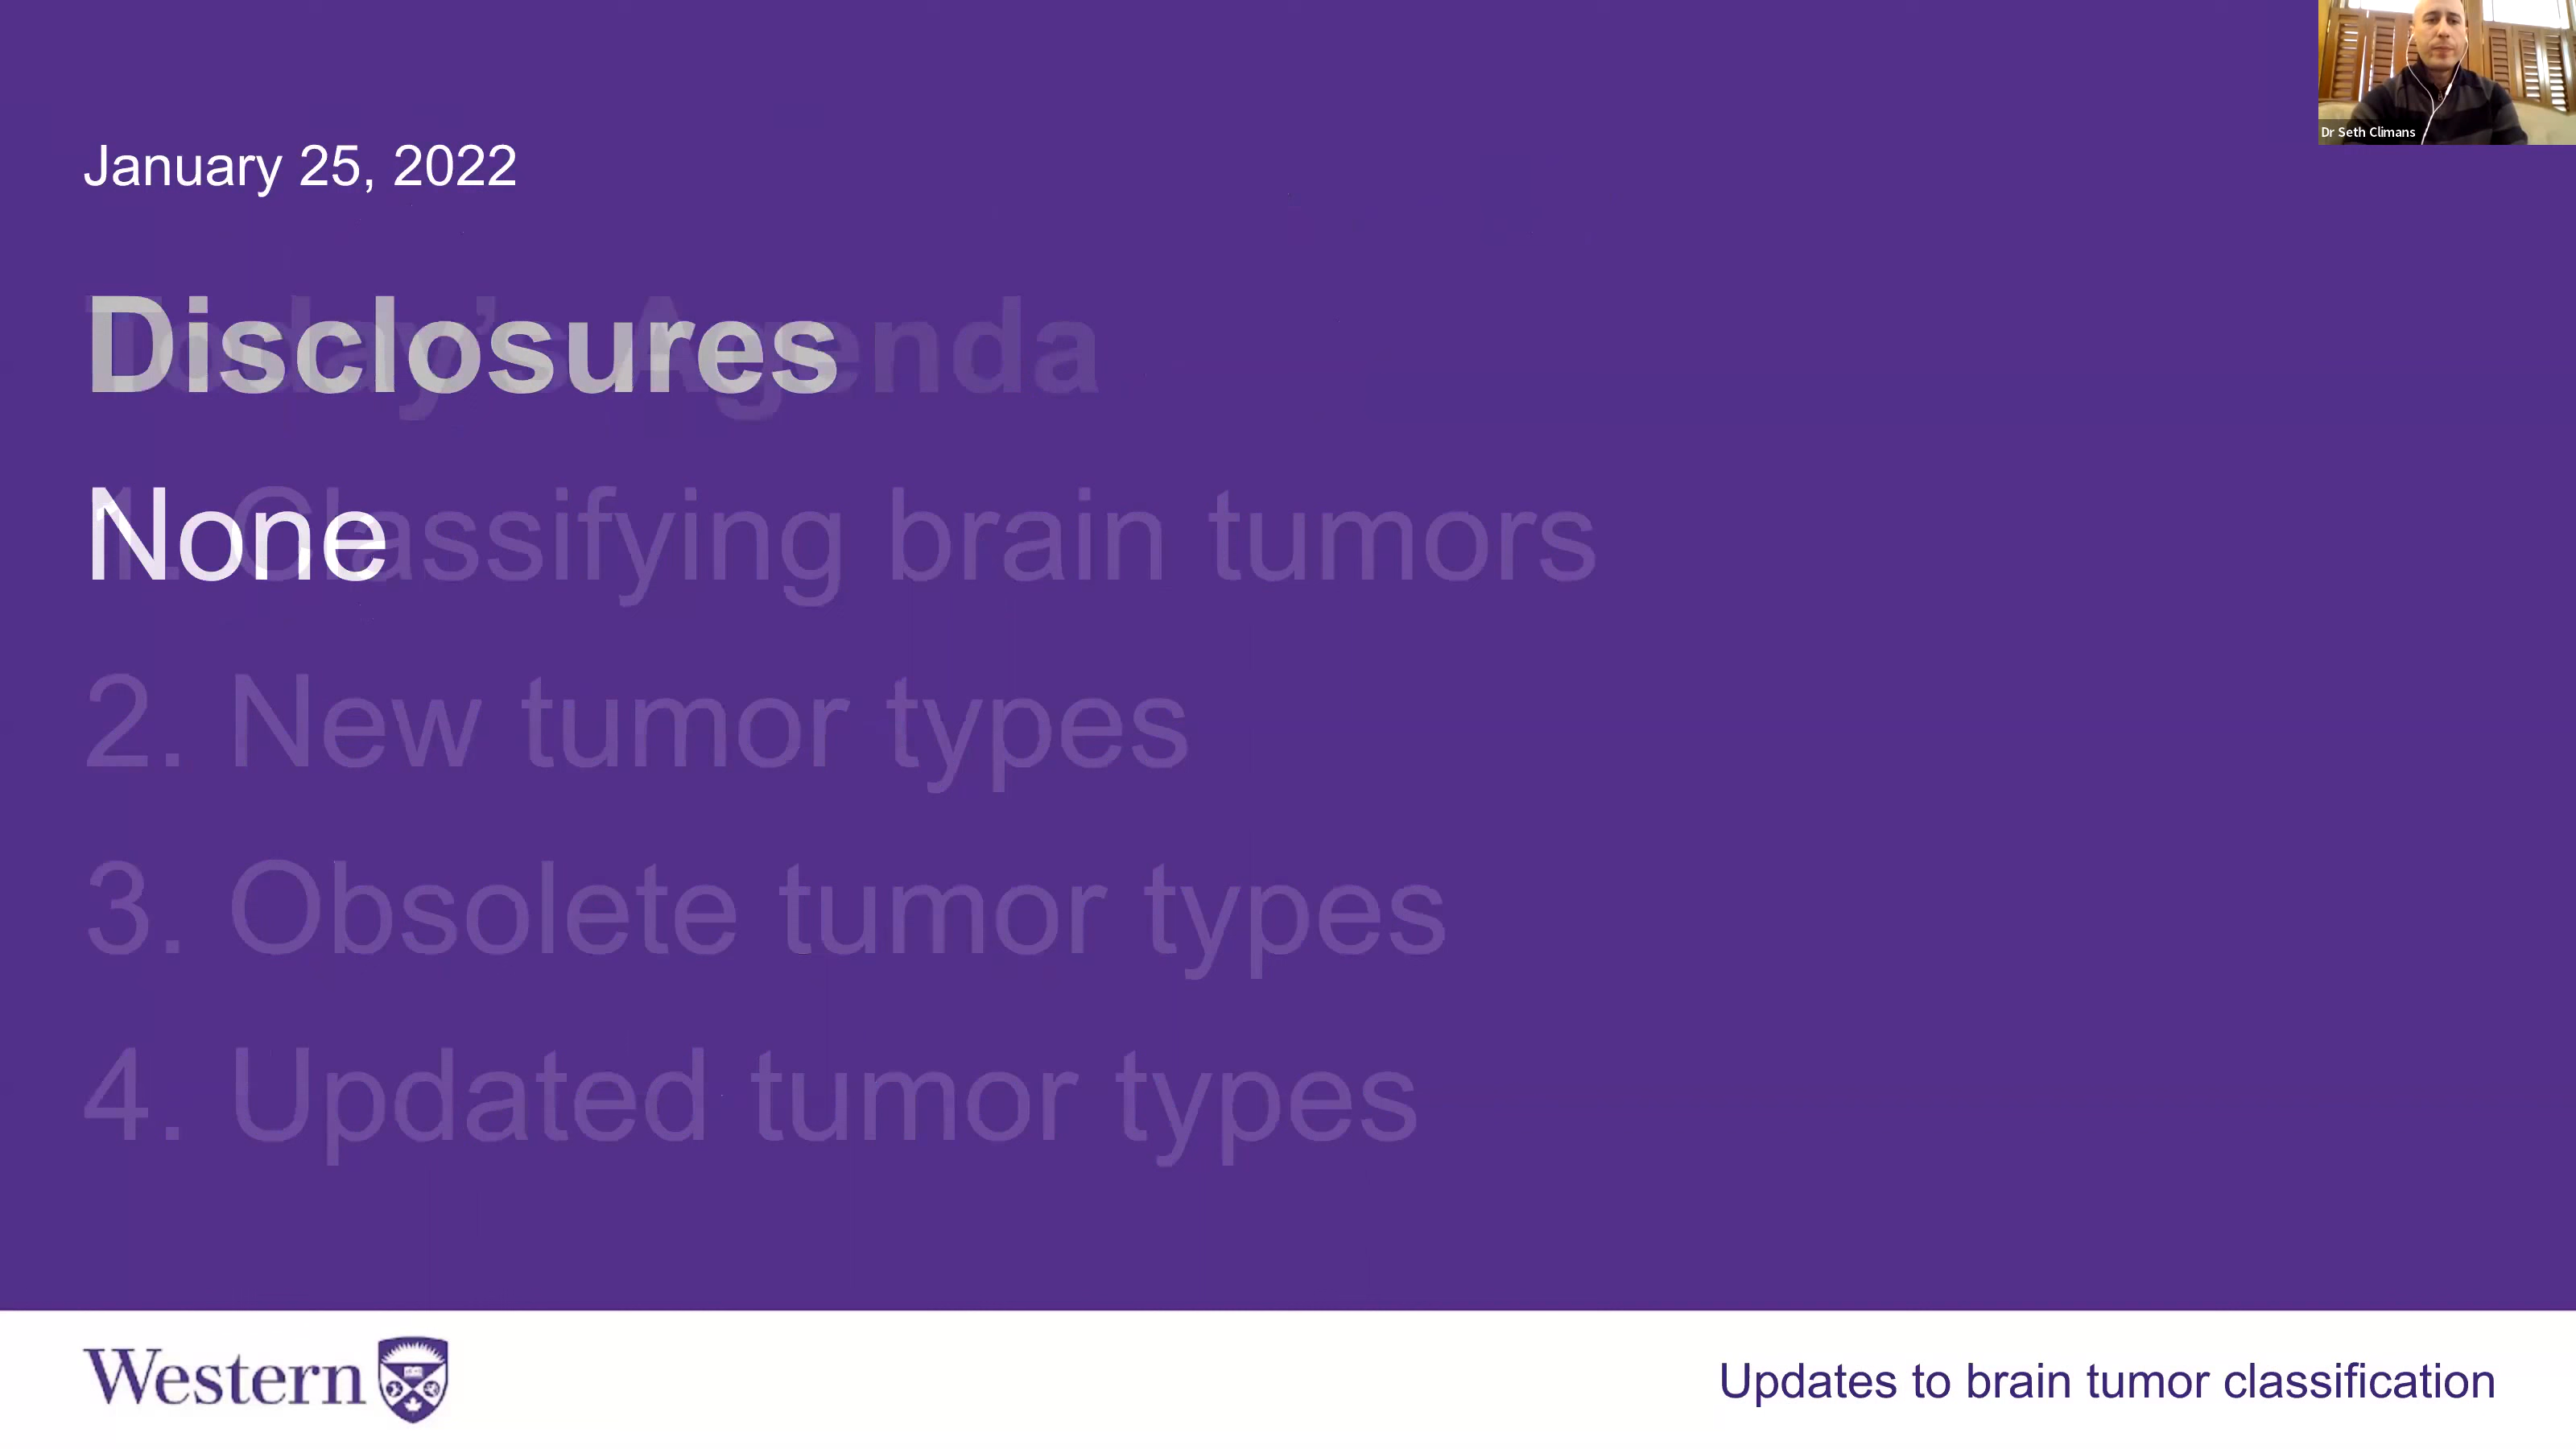 Dr Seth Climans
January 25, 2022
Disclosures
Today's Agenda
None
1. Classifying brain tumors
2. New tumor types
3. Obsolete tumor types
4. Updated tumor types
Western
Updates to brain tumor classification